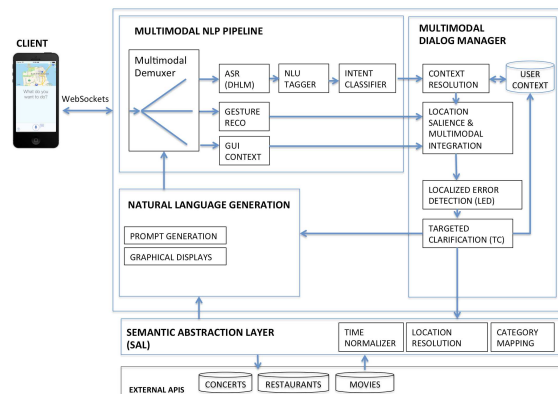 CLIENT
What do you
want to do?
WebSockets
MULTIMODAL NLP PIPELINE
Multimodal
Demuxer
ASR
(DHLM)
NLU
TAGGER
INTENT
CLASSIFIER
GESTURE
RECO
GUI
CONTEXT
MULTIMODAL
DIALOG MANAGER
CONTEXT
RESOLUTION
USER
CONTEXT
LOCATION
SALIENCE &
MULTIMODAL
INTEGRATION
LOCALIZED ERROR
DETECTION (LED)
TARGETED
CLARIFICATION (TC)
NATURAL LANGUAGE GENERATION
PROMPT GENERATION
GRAPHICAL DISPLAYS
SEMANTIC ABSTRACTION LAYER
(SAL)
TIME
NORMALIZER
LOCATION
RESOLUTION
CATEGORY
MAPPING
EXTERNAL APIS
CONCERTS
RESTAURANTS
MOVIES